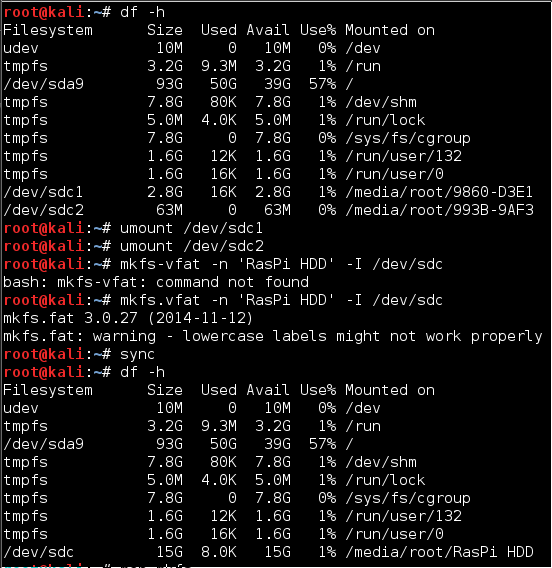 root@kali:~# df -h
Filesystem      Size  Used Avail Use% Mounted on
udev             10M     0   10M   0% /dev
tmpfs           3.2G  9.3M  3.2G   1% /run
/dev/sda9        93G   50G   39G  57% /
tmpfs           7.8G   80K  7.8G   1% /dev/shm
tmpfs           5.0M  4.0K  5.0M   1% /run/lock
tmpfs           7.8G     0  7.8G   0% /sys/fs/cgroup
tmpfs           1.6G   12K  1.6G   1% /run/user/132
tmpfs           1.6G   16K  1.6G   1% /run/user/0
/dev/sdc1       2.8G   16K  2.8G   1% /media/root/9860-D3E1
/dev/sdc2        63M     0   63M   0% /media/root/993B-9AF3
root@kali:~# umount /dev/sdc1
root@kali:~# umount /dev/sdc2
root@kali:~# mkfs-vfat -n 'RasPi HDD' -I /dev/sdc
bash: mkfs-vfat: command not found
root@kali:~# mkfs.vfat -n 'RasPi HDD' -I /dev/sdc
mkfs.fat 3.0.27 (2014-11-12)
mkfs.fat: warning - lowercase labels might not work properly
root@kali:~# sync
root@kali:~# df -h
Filesystem      Size  Used Avail Use% Mounted on
udev             10M     0   10M   0% /dev
tmpfs           3.2G  9.3M  3.2G   1% /run
/dev/sda9        93G   50G   39G  57% /
tmpfs           7.8G   80K  7.8G   1% /dev/shm
tmpfs           5.0M  4.0K  5.0M   1% /run/lock
tmpfs           7.8G     0  7.8G   0% /sys/fs/cgroup
tmpfs           1.6G   12K  1.6G   1% /run/user/132
tmpfs           1.6G   16K  1.6G   1% /run/user/0
/dev/sdc         15G  8.0K   15G   1% /media/root/RasPi HDD